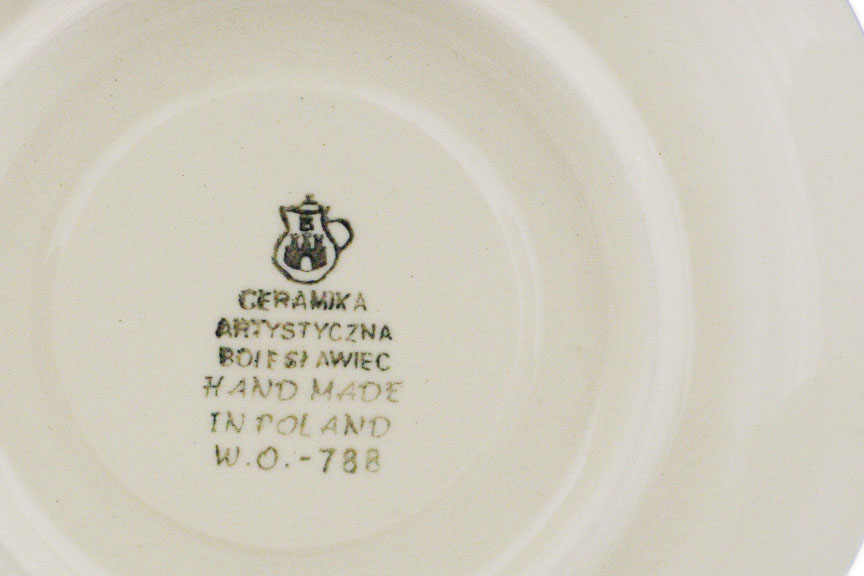 B
CERAMIKA
ARTYSTYCZNA
BOLESŁAWIEC
HAND MADE
IN POLAND
W.O.-788